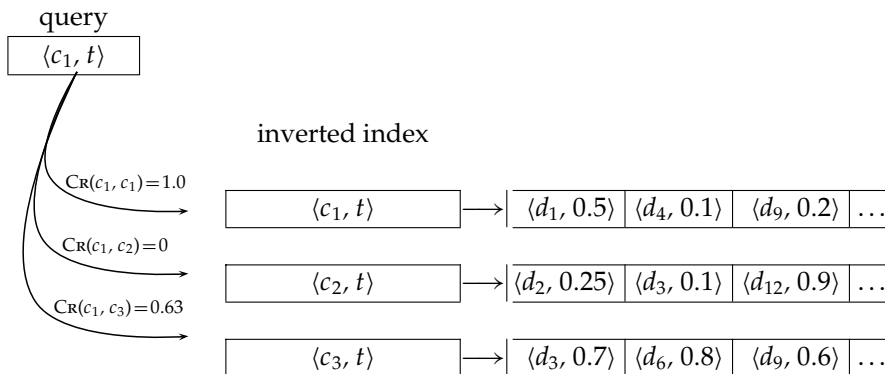 query
⟨c₁, t⟩
inverted index
CR(c₁, c₁)=1.0
⟨c₁, t⟩ → ⟨d₁, 0.5⟩ ⟨d₄, 0.1⟩ ⟨d₉, 0.2⟩ ...
CR(c₁, c₂)=0
⟨c₂, t⟩ → ⟨d₂, 0.25⟩ ⟨d₃, 0.1⟩ ⟨d₁₂, 0.9⟩ ...
CR(c₁, c₃)=0.63
⟨c₃, t⟩ → ⟨d₃, 0.7⟩ ⟨d₆, 0.8⟩ ⟨d₉, 0.6⟩ ...